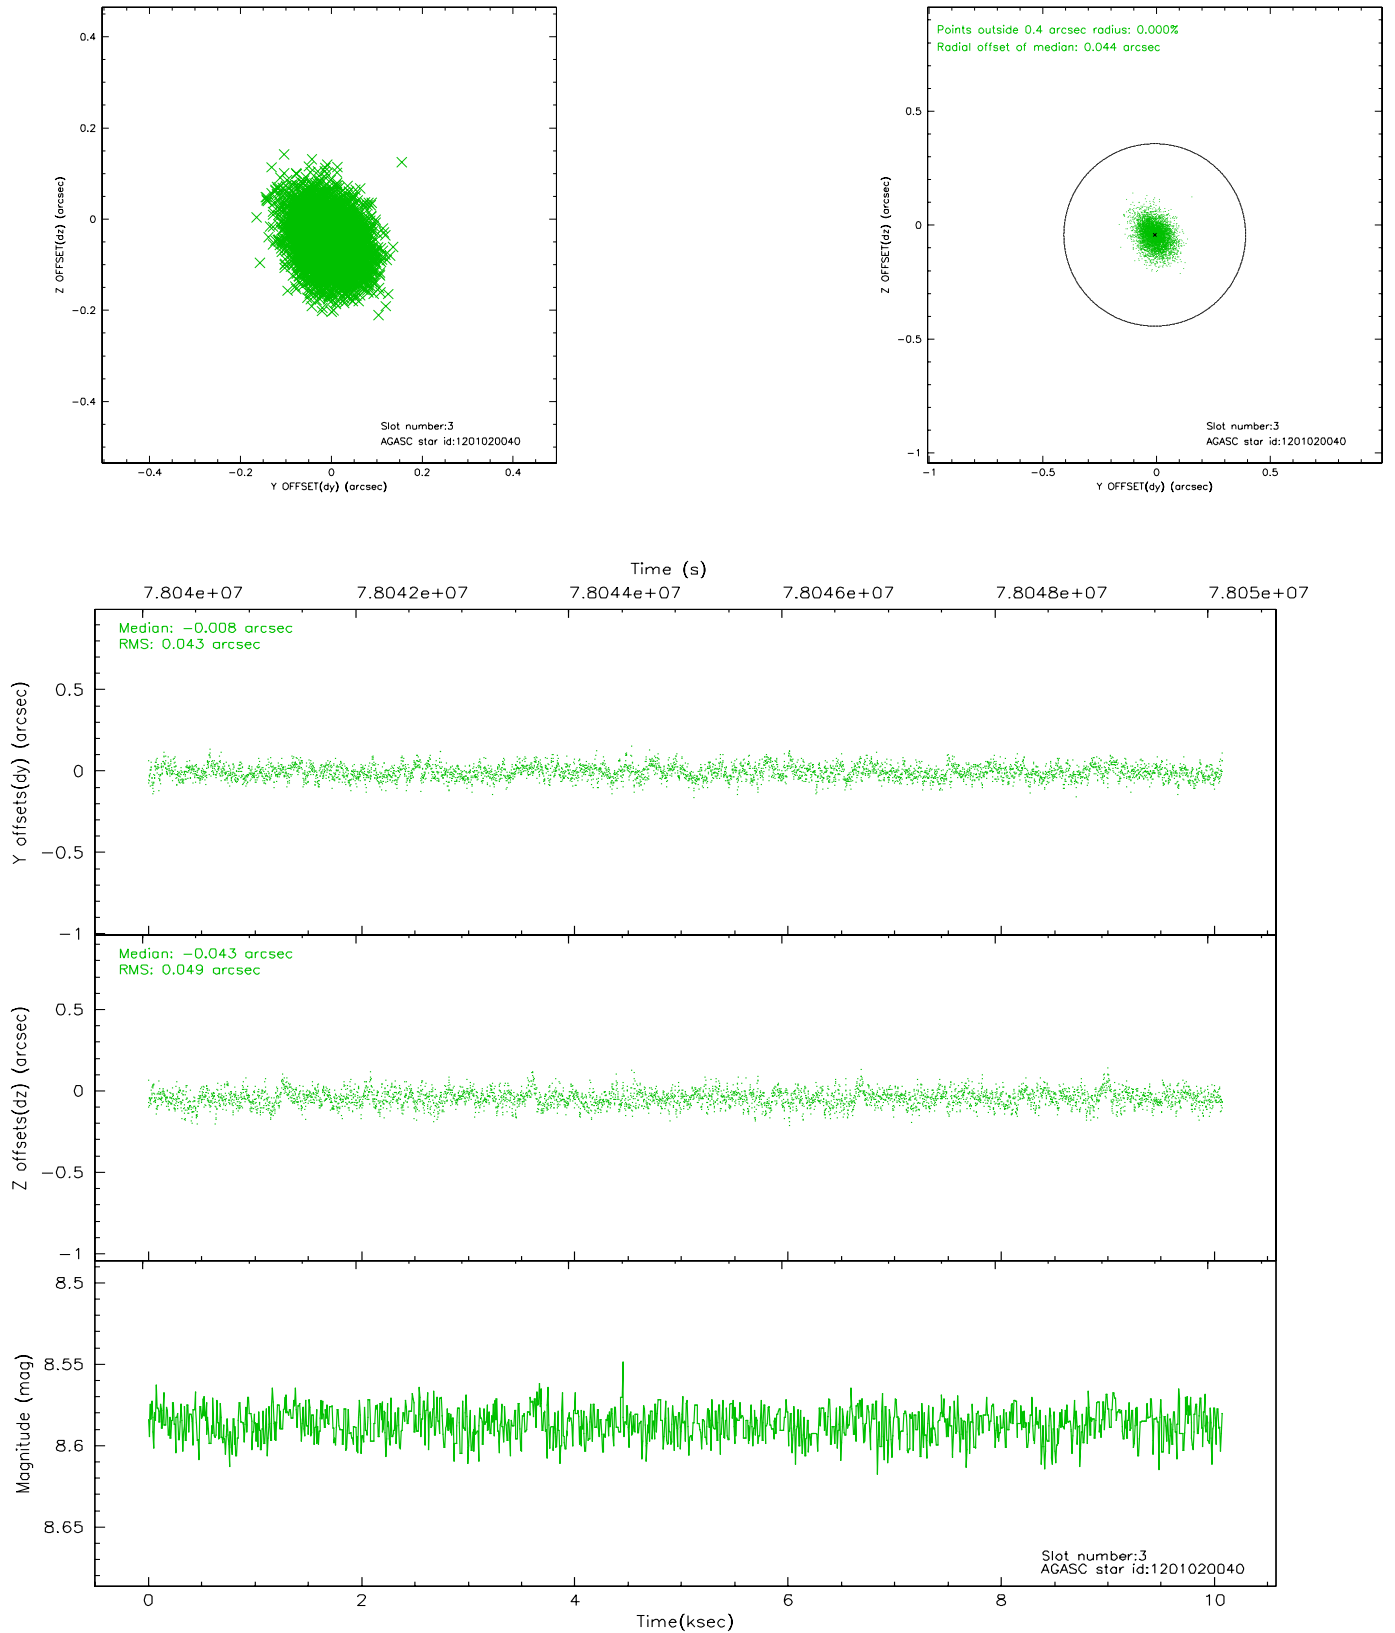 0.4
0.2
0
−0.2
−0.4
Z OFFSET(dz) (arcsec)
−0.4 −0.2 0 0.2 0.4
Y OFFSET(dy) (arcsec)
Slot number:3
AGASC star id:1201020040
Points outside 0.4 arcsec radius: 0.000%
Radial offset of median: 0.044 arcsec
0.5
0
−0.5
−1
Z OFFSET(dz) (arcsec)
−1 −0.5 0 0.5
Y OFFSET(dy) (arcsec)
Slot number:3
AGASC star id:1201020040
Time (s)
7.804e+07 7.8042e+07 7.8044e+07 7.8046e+07 7.8048e+07 7.805e+07
Median: −0.008 arcsec
RMS: 0.043 arcsec
0.5
0
−0.5
−1
Y offsets(dy) (arcsec)
Median: −0.043 arcsec
RMS: 0.049 arcsec
0.5
0
−0.5
−1
Z offsets(dz) (arcsec)
8.5
8.55
8.6
8.65
Magnitude (mag)
Slot number:3
AGASC star id:1201020040
0 2 4 6 8 10
Time(ksec)